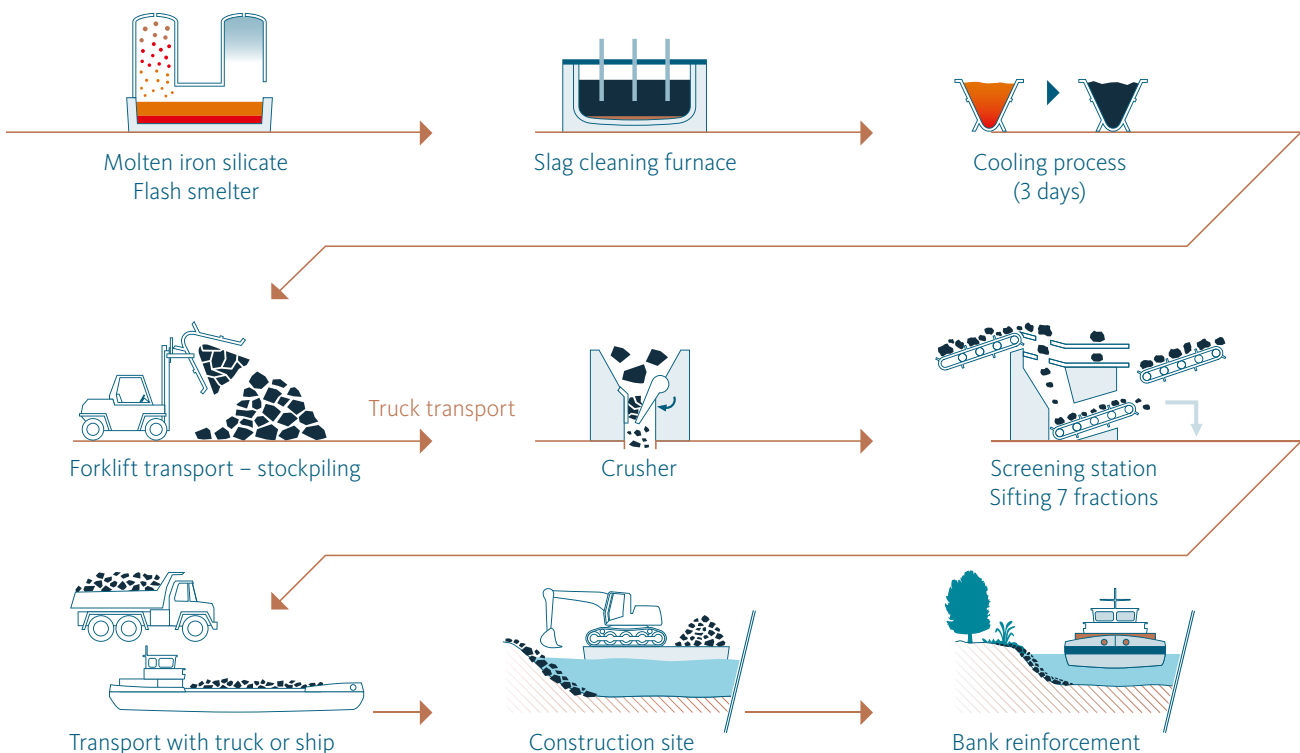 Molten iron silicate
Flash smelter
Slag cleaning furnace
Cooling process
(3 days)
Truck transport
Forklift transport – stockpiling
Crusher
Screening station
Sifting 7 fractions
Transport with truck or ship
Construction site
Bank reinforcement